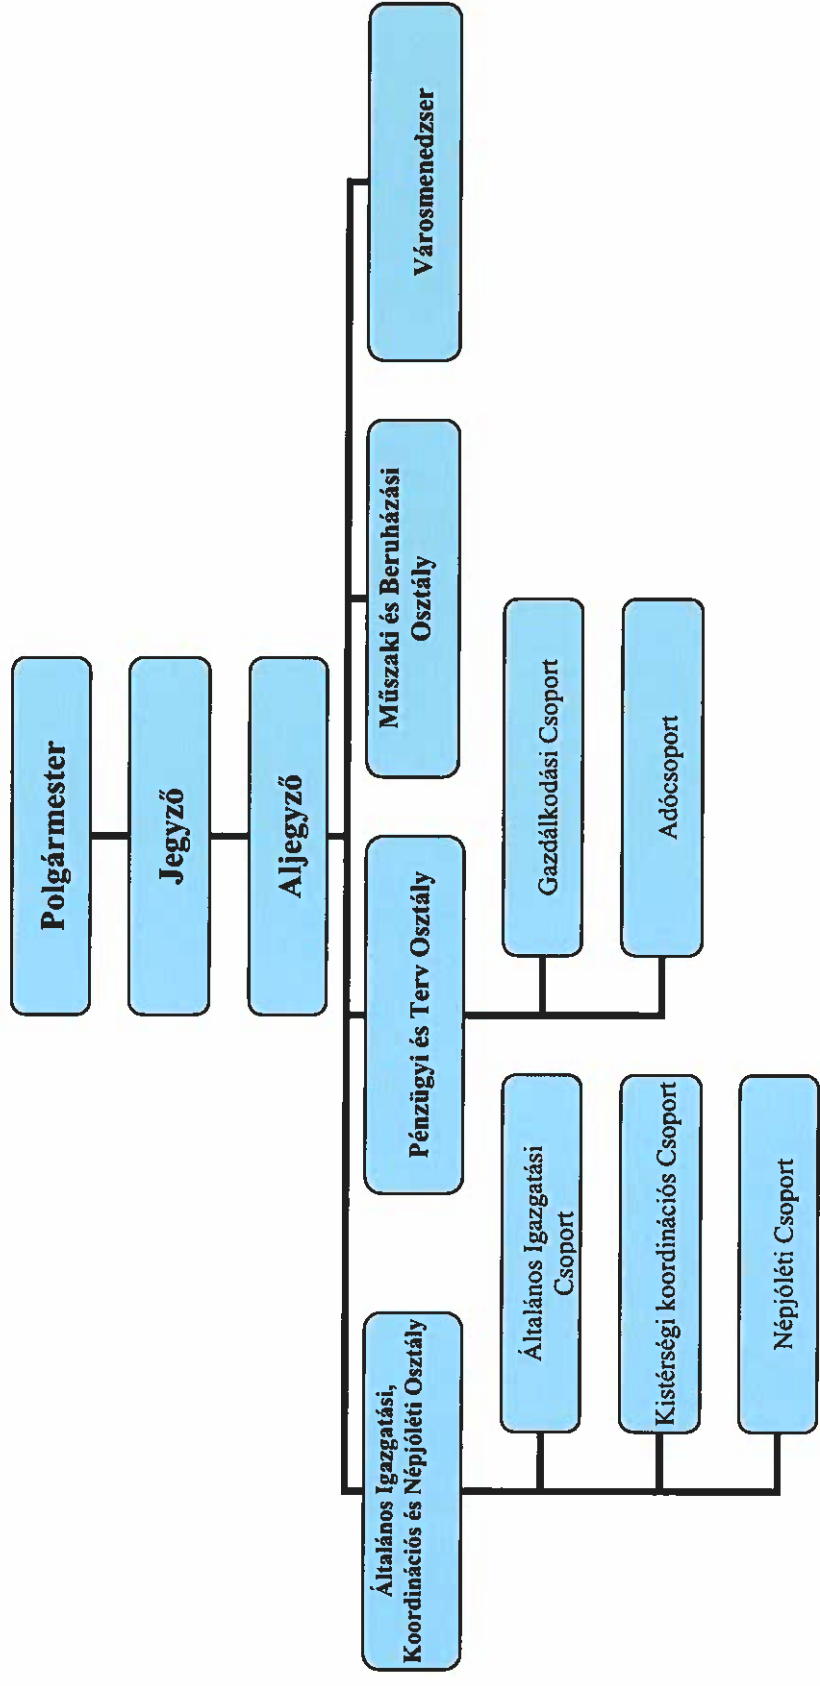 Polgármester
Jegyző
Aljegyző
Általános Igazgatási,
Koordinációs és Népjóléti Osztály
Pénzügyi és Terv Osztály
Műszaki és Beruházási
Osztály
Városmenedzser
Általános Igazgatási
Csoport
Kistérségi koordinációs Csoport
Népjóléti Csoport
Gazdálkodási Csoport
Adócsoport